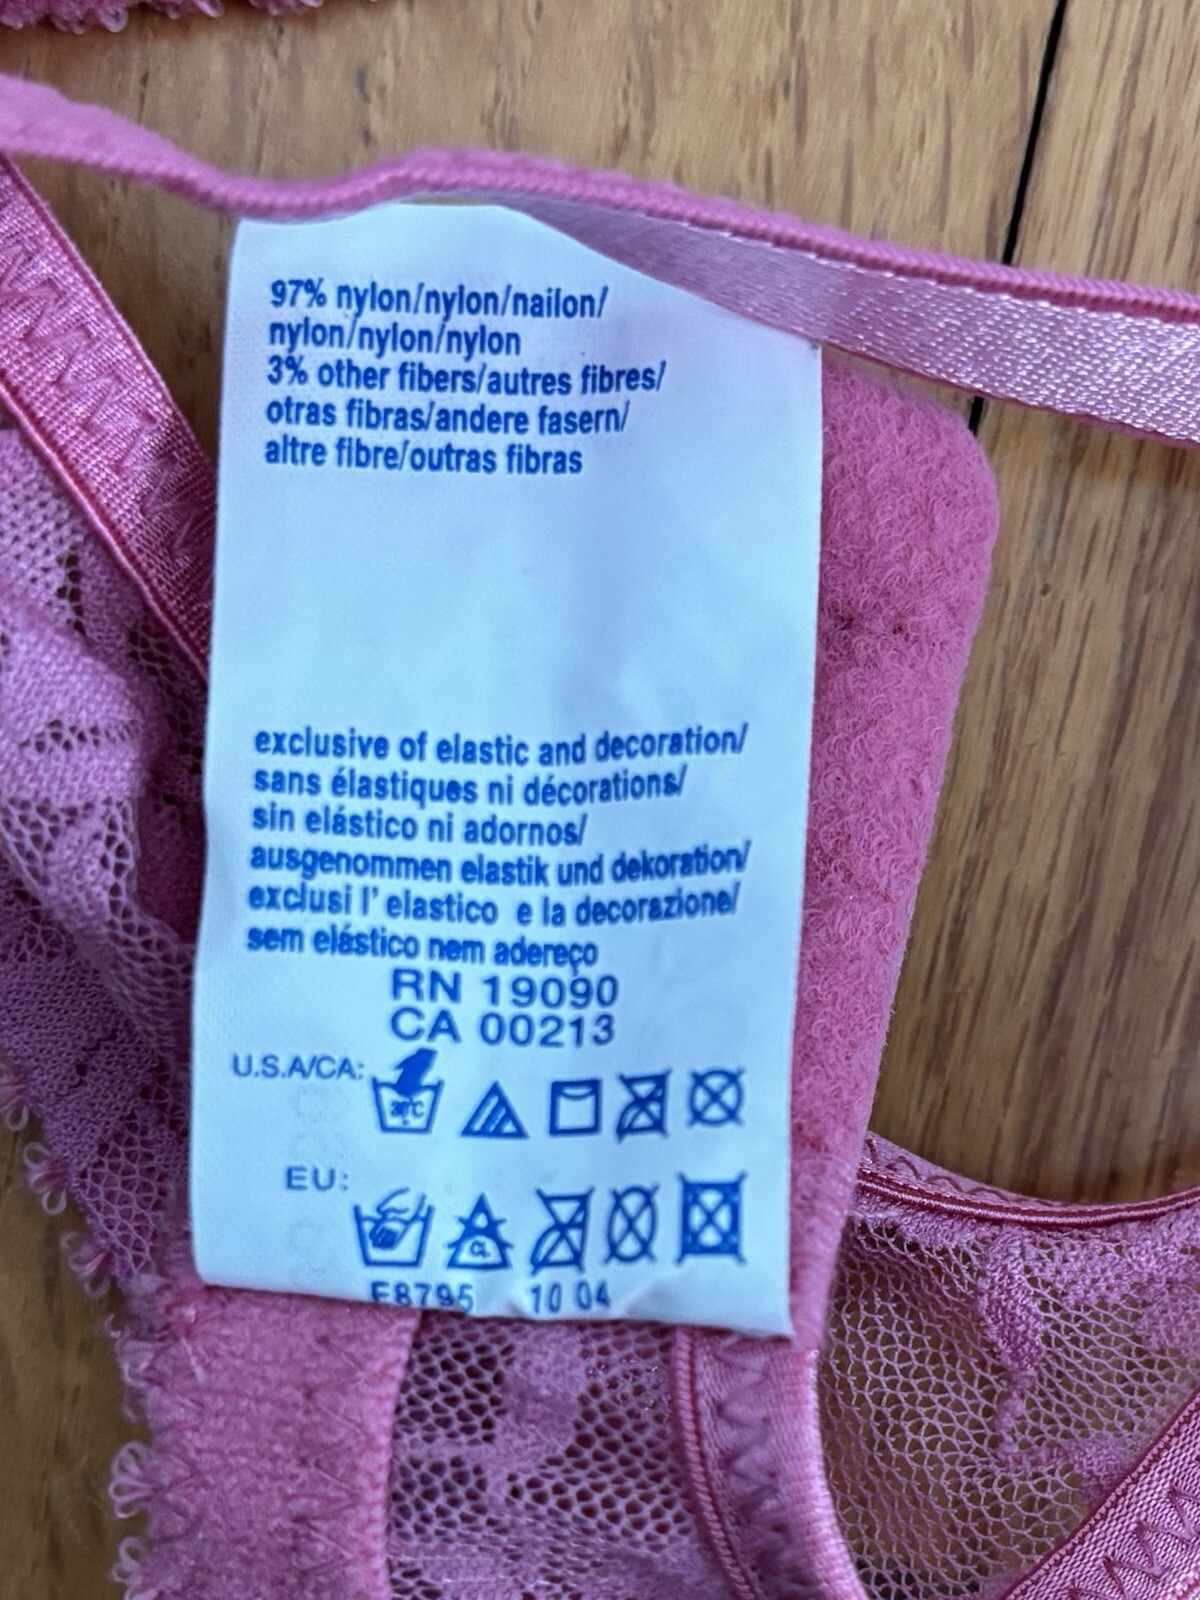 97% nylon/nylon/nailon/
nylon/nylon/nylon
3% other fibers/autres fibres/
otras fibras/andere fasern/
altre fibre/outras fibras
exclusive of elastic and decoration/
sans élastiques ni décorations/
sin elástico ni adornos/
ausgenommen elastik und dekoration/
exclusi l' elastico e la decorazione/
sem elástico nem adereço
RN 19090
CA 00213
U.S.A/CA:
30°C
EU:
CL
E8795 10 04